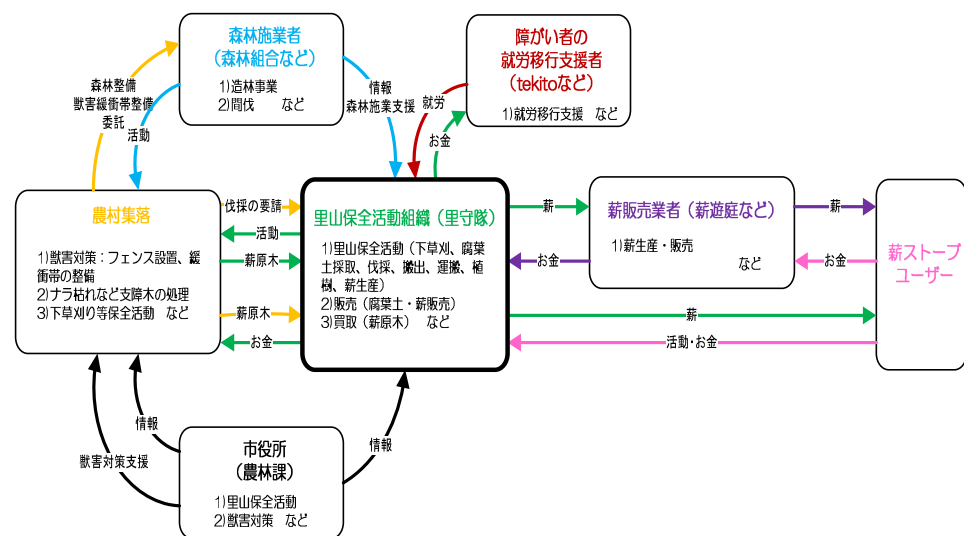 森林施業者
(森林組合など)
1)造林事業
2)間伐　など
障がい者の
就労移行支援者
(tekitoなど)
1)就労移行支援　など
森林整備
獣害緩衝帯整備
委託
活動
情報
森林施業支援
就労
お金
農村集落
1)獣害対策：フェンス設置、緩
衝帯の整備
2)ナラ枯れなど支障木の処理
3)下草刈り等保全活動　など
伐採の要請
活動
薪原木
薪原木
お金
里山保全活動組織（里守隊）
1)里山保全活動（下草刈、腐葉
土採取、伐採、搬出、運搬、植
樹、薪生産）
2)販売（腐葉土・薪販売）
3)買取（薪原木）　など
薪
お金
薪販売業者（薪遊庭など）
1)薪生産・販売
など
薪
お金
薪ストーブ
ユーザー
薪
活動・お金
情報
獣害対策支援
情報
市役所
(農林課)
1)里山保全活動
2)獣害対策　など